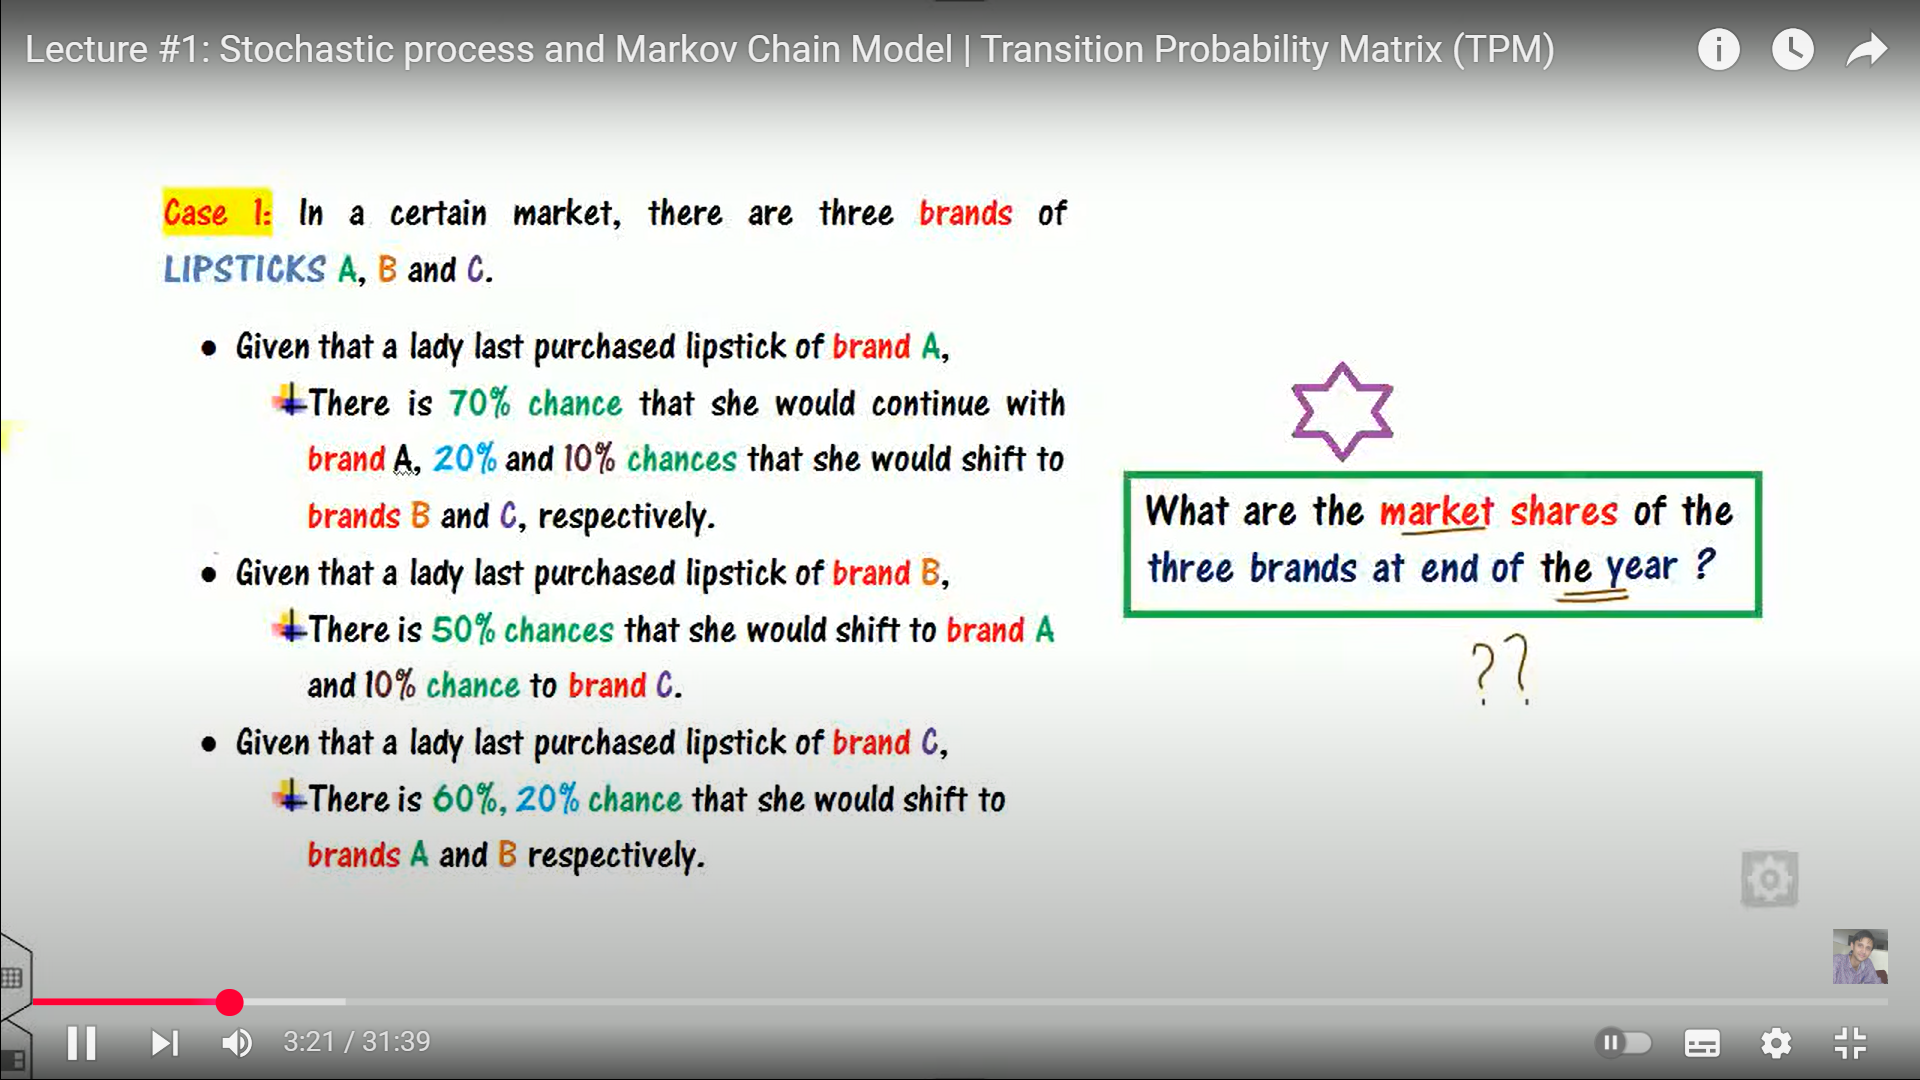 Lecture #1: Stochastic process and Markov Chain Model | Transition Probability Matrix (TPM)
Case 1: In a certain market, there are three brands of
LIPSTICKS A, B and C.
● Given that a lady last purchased lipstick of brand A,
There is 70% chance that she would continue with
brand A, 20% and 10% chances that she would shift to
brands B and C, respectively.
● Given that a lady last purchased lipstick of brand B,
There is 50% chances that she would shift to brand A
and 10% chance to brand C.
● Given that a lady last purchased lipstick of brand C,
There is 60%, 20% chance that she would shift to
brands A and B respectively.
What are the market shares of the
three brands at end of the year ?
??
3:21 / 31:39